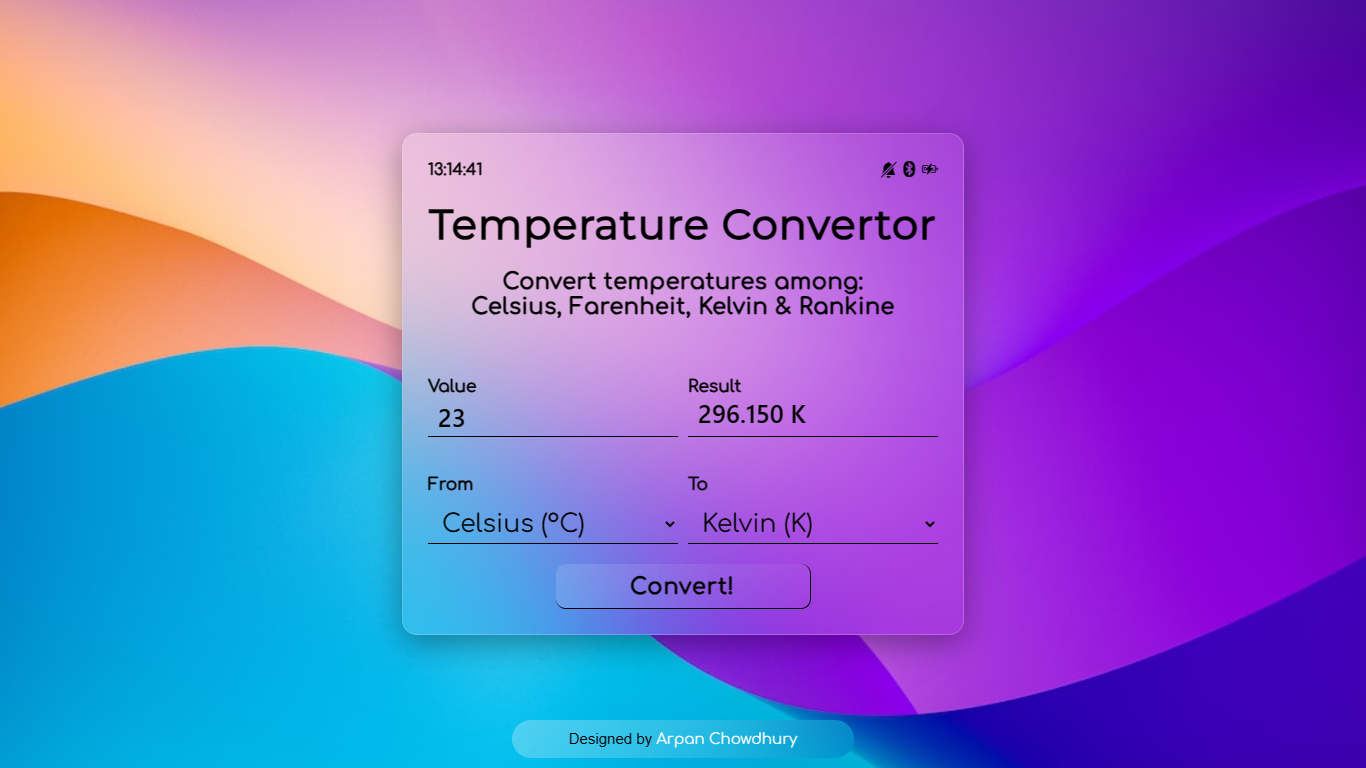 13:14:41
Temperature Convertor
Convert temperatures among:
Celsius, Farenheit, Kelvin & Rankine
Value
Result
23
296.150 K
From
To
Celsius (°C)
Kelvin (K)
Convert!
Designed by Arpan Chowdhury